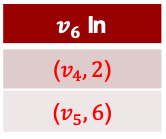 v₆ In
(v₄, 2)
(v₅, 6)